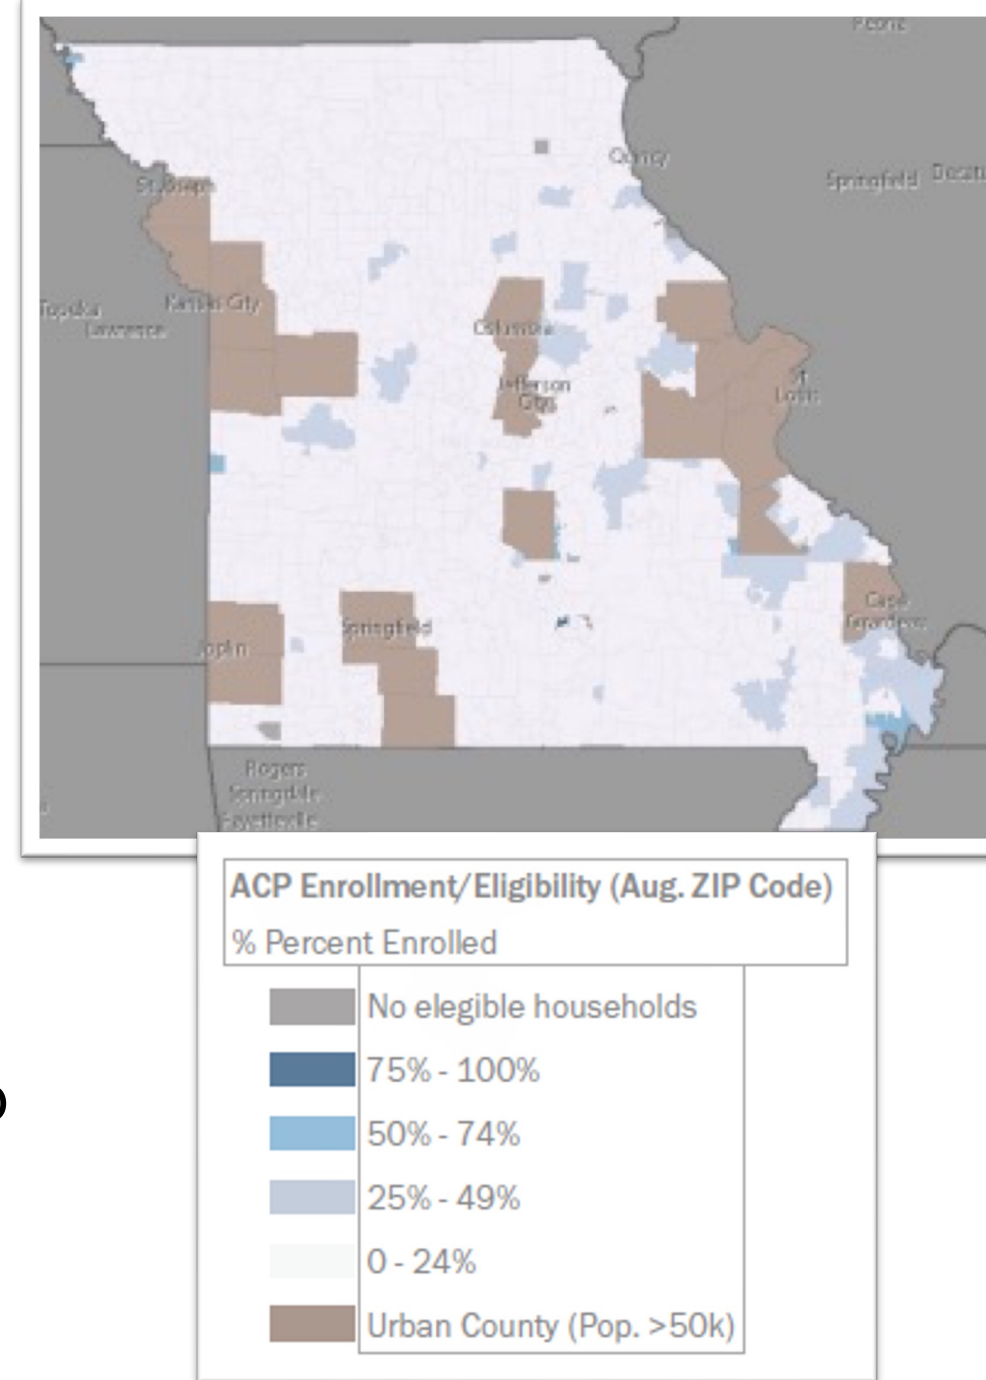 Peoria
Quincy
Springfield
St Joseph
Topeka
Kansas City
Lawrence
Columbia
Jefferson
City
St
Louis
Joplin
Springfield
Cape
Girardeau
Rogers
Springdale
Fayetteville
ACP Enrollment/Eligibility (Aug. ZIP Code)
% Percent Enrolled
No elegible households
75% - 100%
50% - 74%
25% - 49%
0 - 24%
Urban County (Pop. >50k)